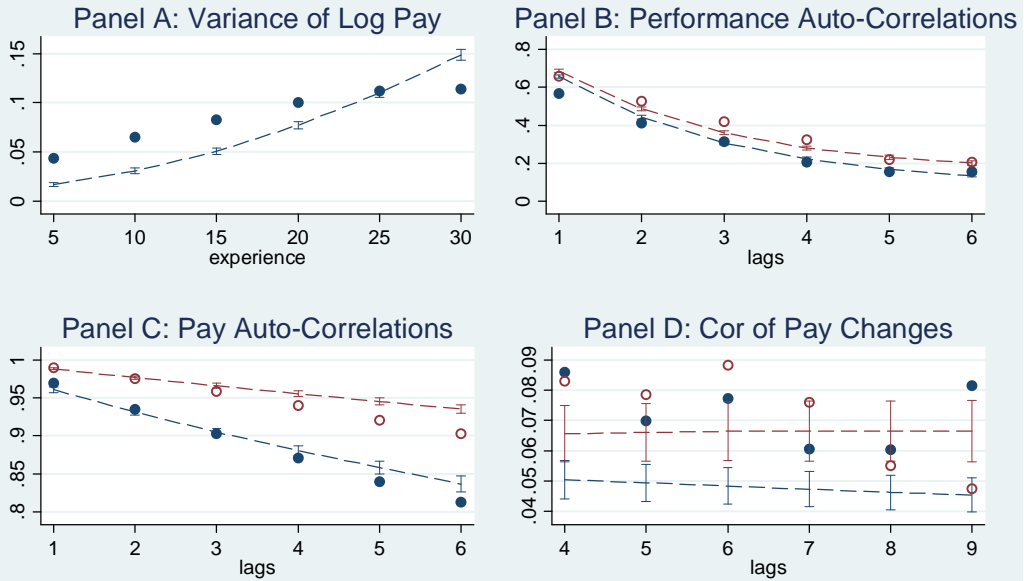 Panel A: Variance of Log Pay
.15
.1
.05
0
5 10 15 20 25 30
experience
Panel B: Performance Auto-Correlations
.8
.6
.4
.2
0
1 2 3 4 5 6
lags
Panel C: Pay Auto-Correlations
1
.95
.9
.85
.8
1 2 3 4 5 6
lags
Panel D: Cor of Pay Changes
.09
.08
.07
.06
.05
.04
4 5 6 7 8 9
lags